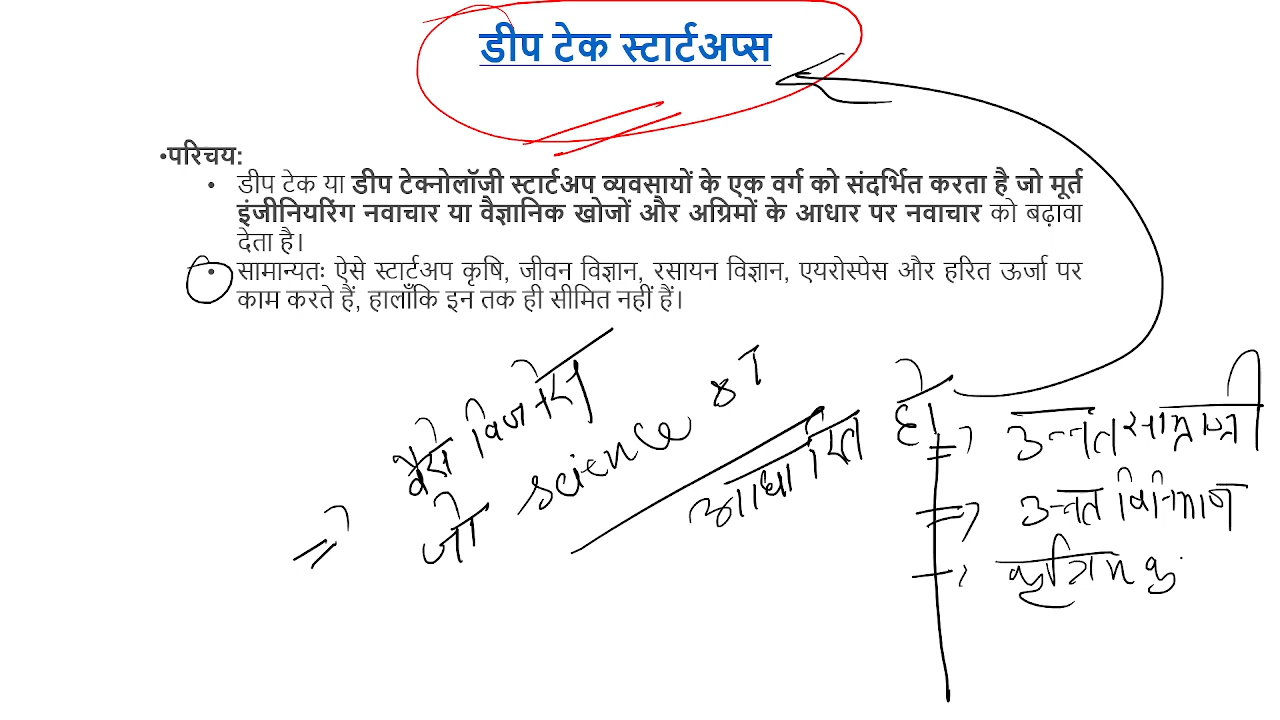 डीप टेक स्टार्टअप्स
•परिचय:
• डीप टेक या डीप टेक्नोलॉजी स्टार्टअप व्यवसायों के एक वर्ग को संदर्भित करता है जो मूर्त
इंजीनियरिंग नवाचार या वैज्ञानिक खोजों और अग्रिमों के आधार पर नवाचार को बढ़ावा
देता है।
• सामान्यतः ऐसे स्टार्टअप कृषि, जीवन विज्ञान, रसायन विज्ञान, एयरोस्पेस और हरित ऊर्जा पर
काम करते हैं, हालाँकि इन तक ही सीमित नहीं हैं।
वैसे बिजनेस
जो science
आधारित हो
उन्नत सामग्री
उन्नत विनिर्माण
कृत्रिम